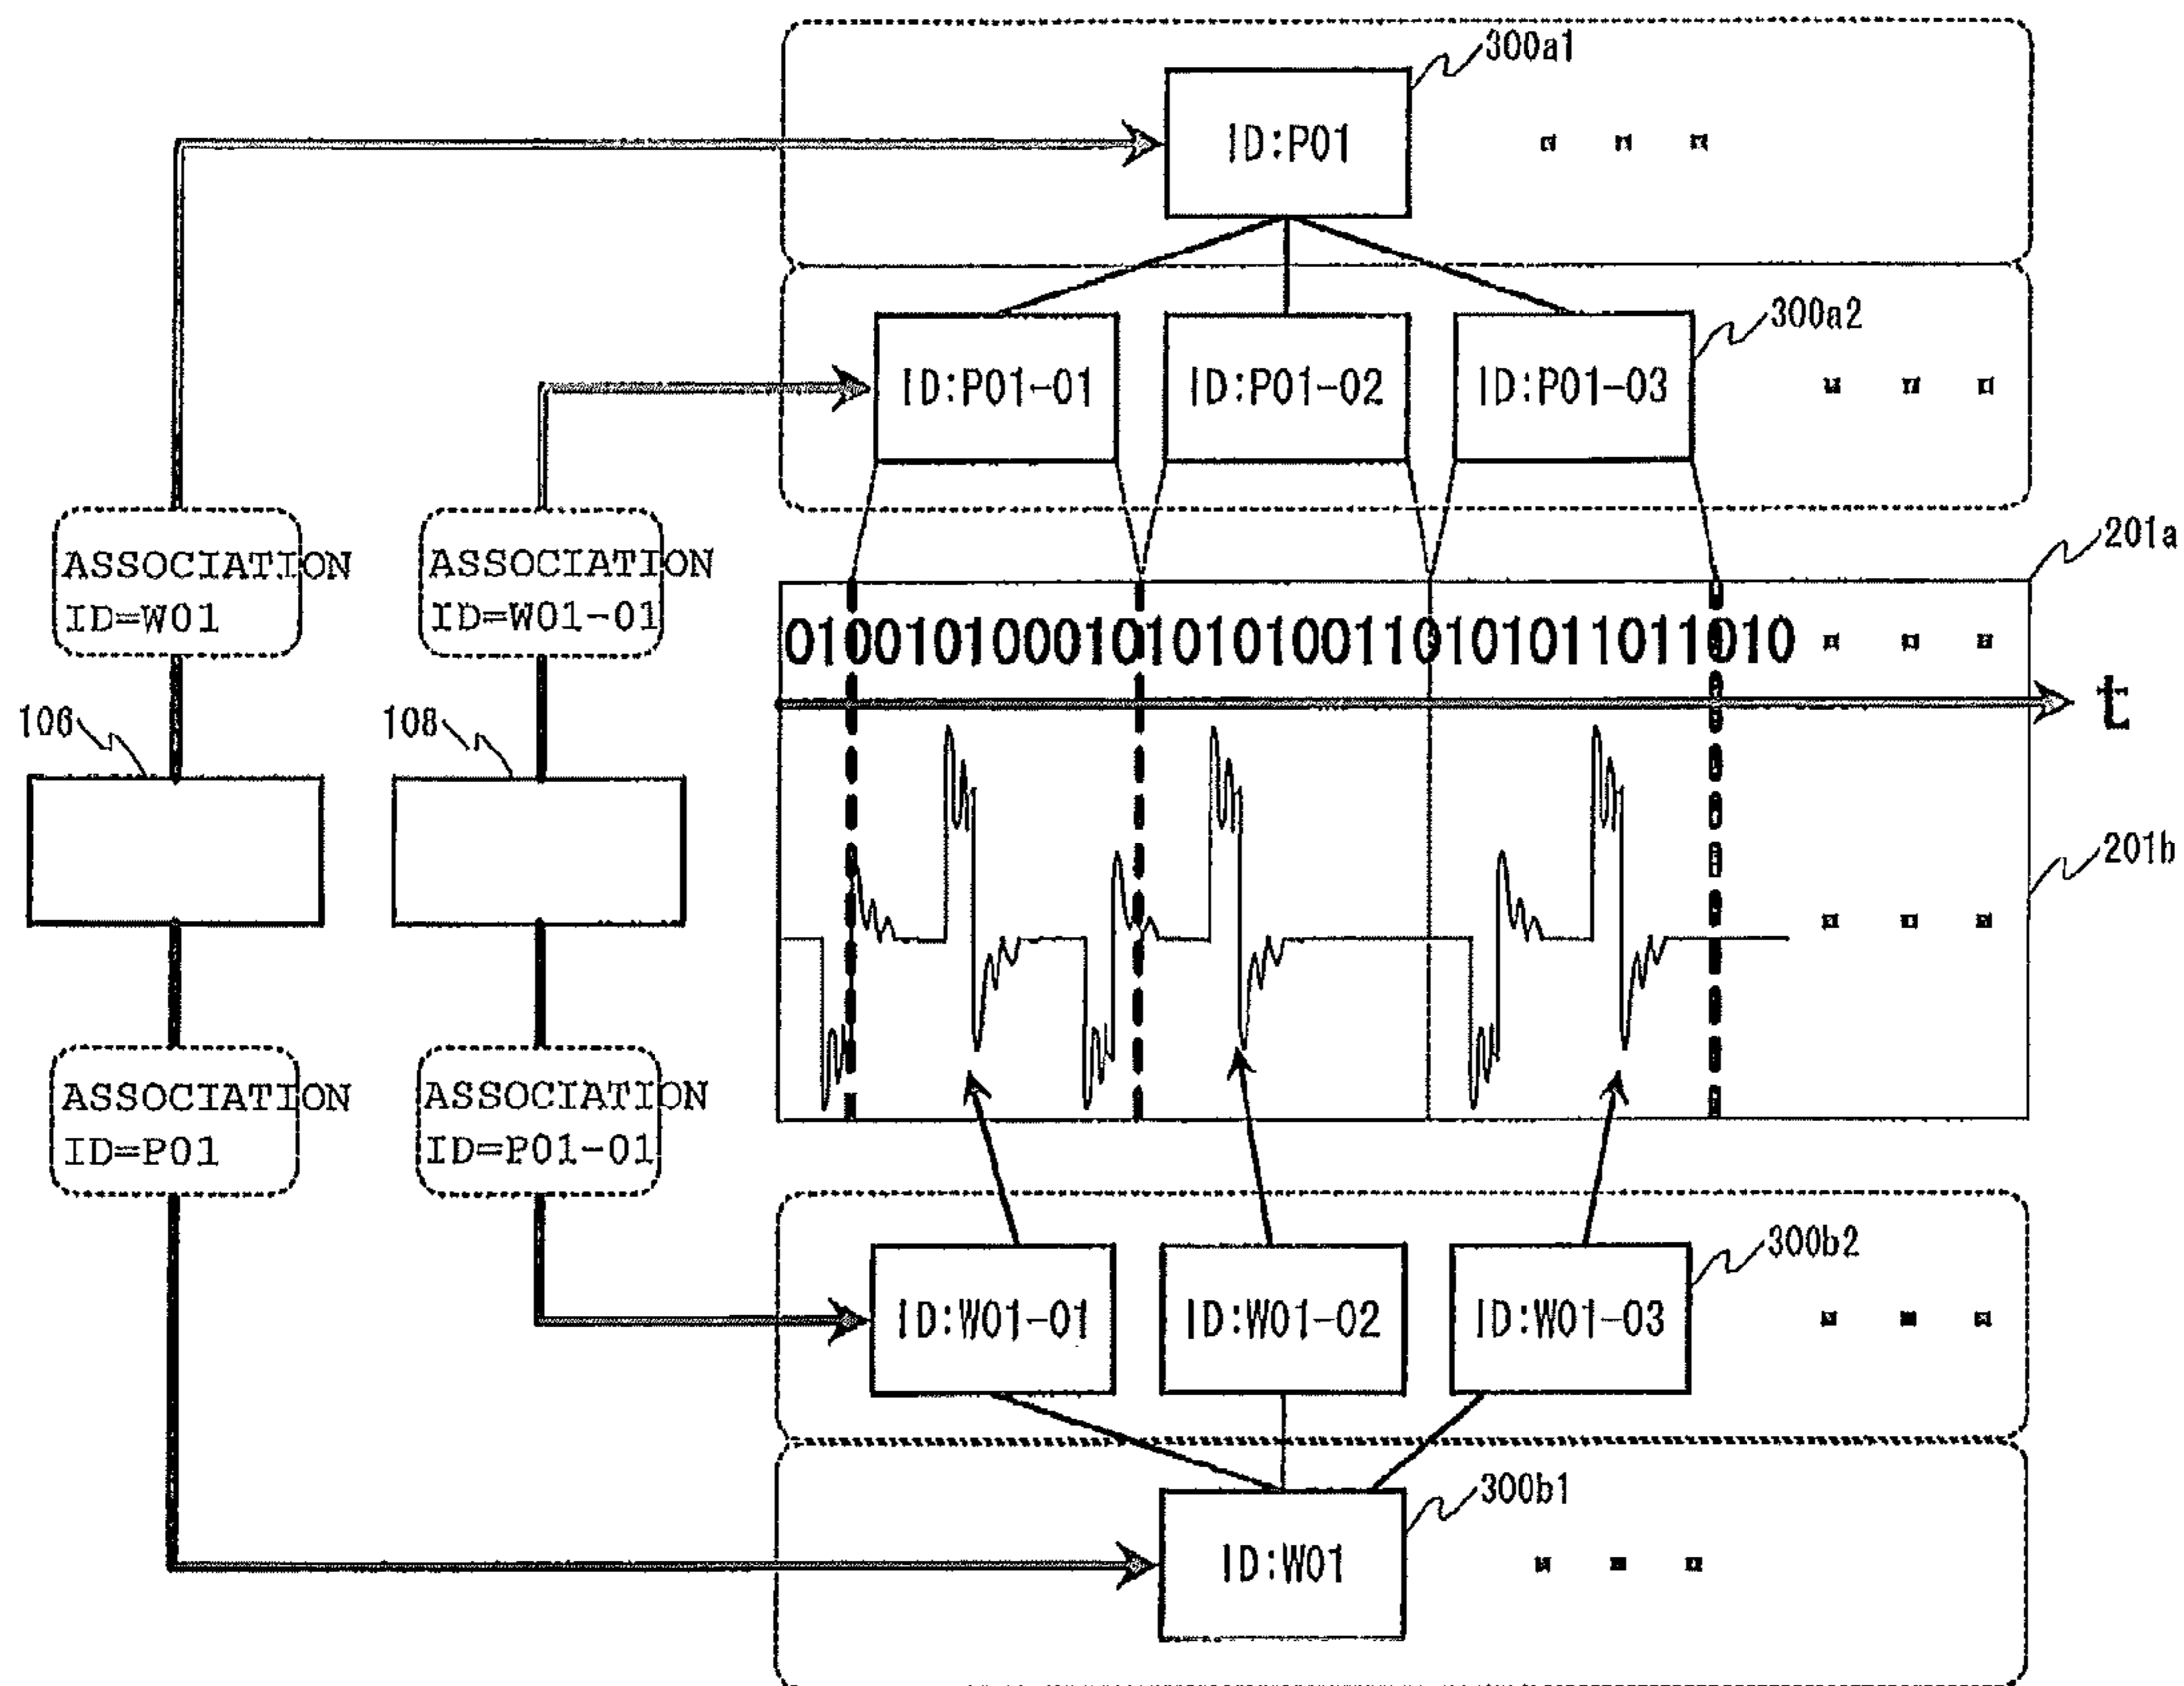 300a1
ID:P01
300a2
ID:P01-01
ID:P01-02
ID:P01-03
ASSOCIATION
ID=W01
ASSOCIATION
ID=W01-01
201a
0100101000101010100110101011011010
t
106
108
201b
ASSOCIATION
ID=P01
ASSOCIATION
ID=P01-01
300b2
ID:W01-01
ID:W01-02
ID:W01-03
300b1
ID:W01